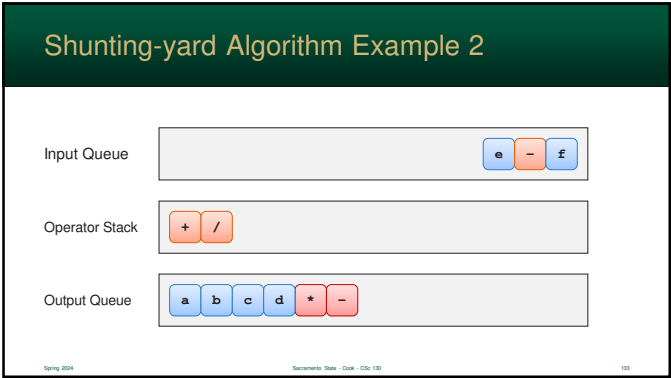 Shunting-yard Algorithm Example 2
Input Queue
e - f
Operator Stack
+ /
Output Queue
a b c d * -
Spring 2024
Sacramento State - Cook - CSc 130
133